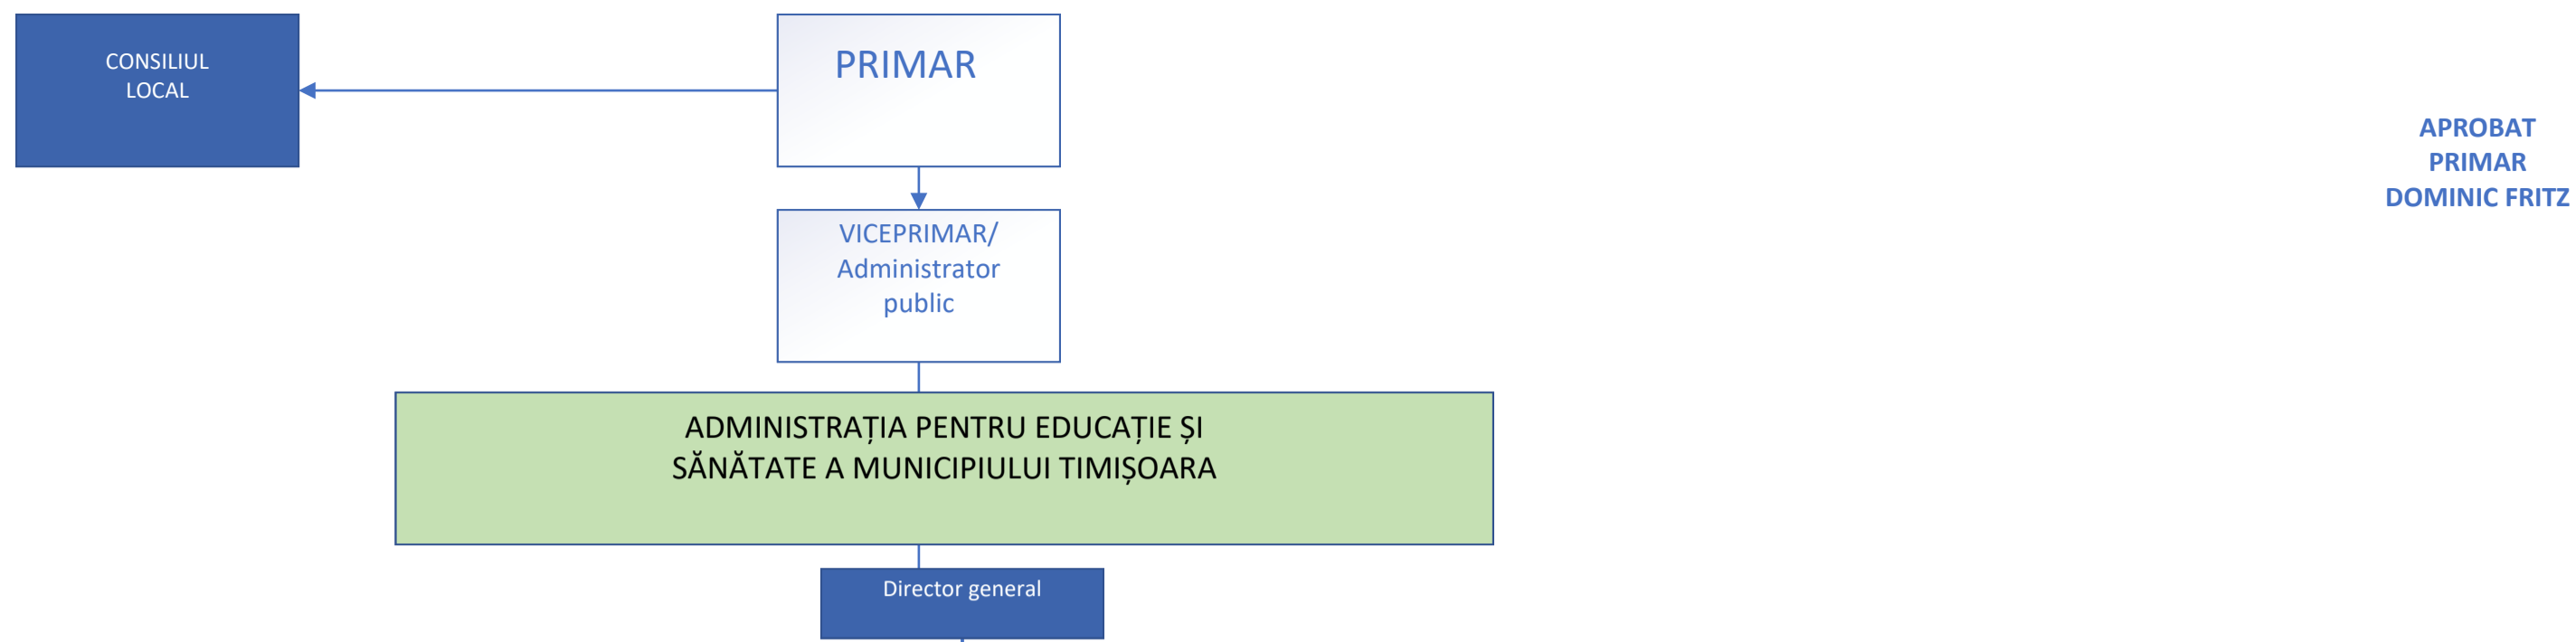 CONSILIUL
LOCAL
PRIMAR
APROBAT
PRIMAR
DOMINIC FRITZ
VICEPRIMAR/
Administrator
public
ADMINISTRAȚIA PENTRU EDUCAȚIE ȘI
SĂNĂTATE A MUNICIPIULUI TIMIȘOARA
Director general